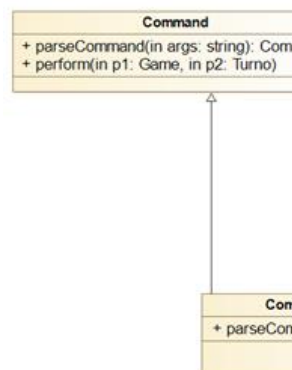 Command
+ parseCommand(in args: string): Com
+ perform(in p1: Game, in p2: Turno)
Com
+ parseCom